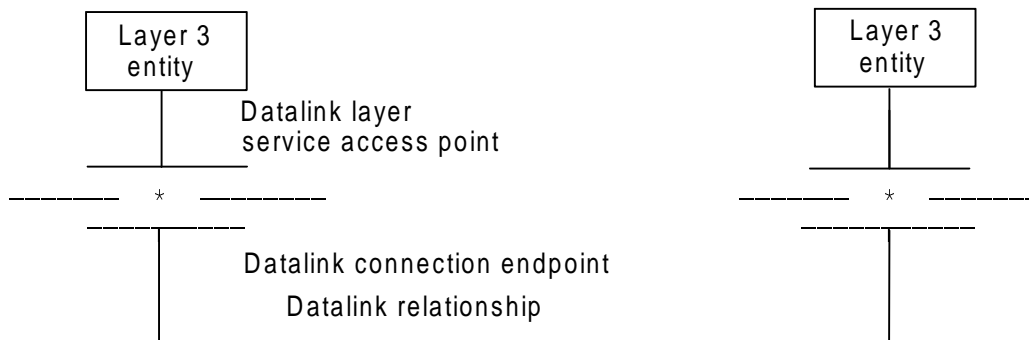 Layer 3
entity
Layer 3
entity
Datalink layer
service access point
*
*
Datalink connection endpoint
Datalink relationship